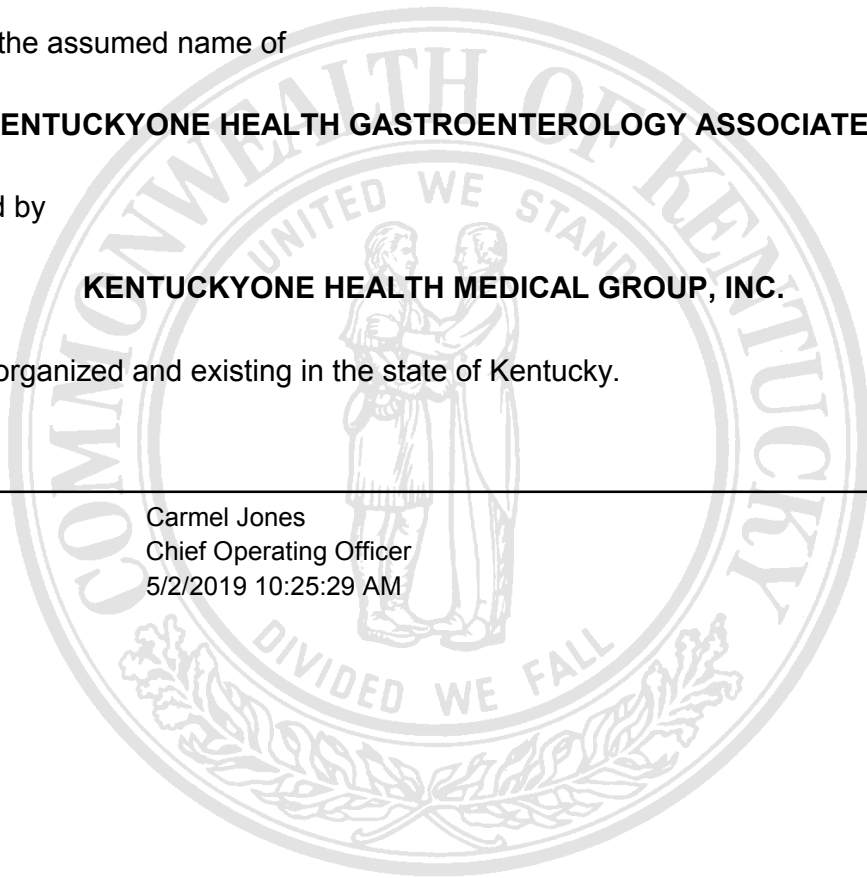 the assumed name of
ENTUCKYONE HEALTH GASTROENTEROLOGY ASSOCIATE
d by
KENTUCKYONE HEALTH MEDICAL GROUP, INC.
organized and existing in the state of Kentucky.
Carmel Jones
Chief Operating Officer
5/2/2019 10:25:29 AM
COMMONWEALTH OF KENTUCKY
UNITED WE STAND
DIVIDED WE FALL